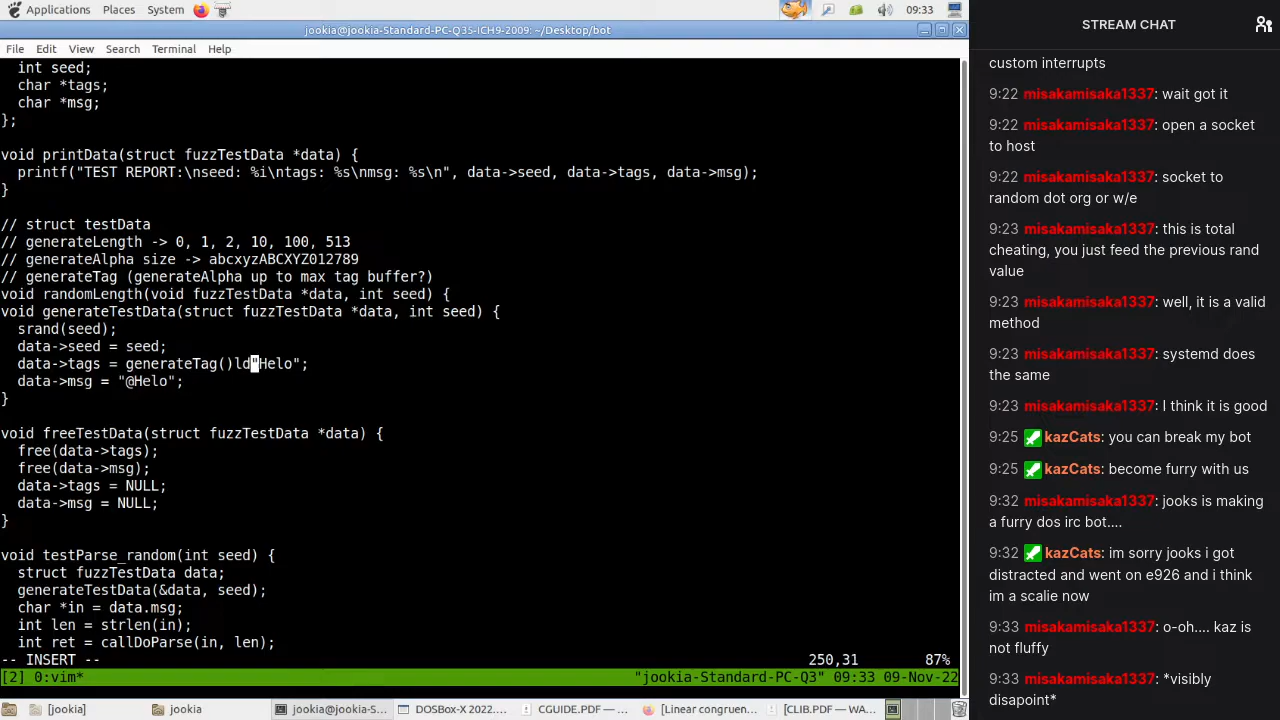 Applications Places System 09:33
jookia@jookia-Standard-PC-Q35-ICH9-2009: ~/Desktop/bot
File Edit View Search Terminal Help
int seed;
char *tags;
char *msg;
};
void printData(struct fuzzTestData *data) {
printf("TEST REPORT:\nseed: %i\ntags: %s\nmsg: %s\n", data->seed, data->tags, data->msg);
}
// struct testData
// generateLength -> 0, 1, 2, 10, 100, 513
// generateAlpha size -> abcxyzABCXYZ012789
// generateTag (generateAlpha up to max tag buffer?)
void randomLength(void fuzzTestData *data, int seed) {
void generateTestData(struct fuzzTestData *data, int seed) {
srand(seed);
data->seed = seed;
data->tags = generateTag()ld"Helo";
data->msg = "@Helo";
}
void freeTestData(struct fuzzTestData *data) {
free(data->tags);
free(data->msg);
data->tags = NULL;
data->msg = NULL;
}
void testParse_random(int seed) {
struct fuzzTestData data;
generateTestData(&data, seed);
char *in = data.msg;
int len = strlen(in);
int ret = callDoParse(in, len);
-- INSERT -- 250,31 87%
[2] 0:vim* "jookia-Standard-PC-Q3" 09:33 09-Nov-22
[jookia] jookia jookia@jookia-S... DOSBox-X 2022.... CGUIDE.PDF — ... [Linear congruen... [CLIB.PDF — WA...
STREAM CHAT
custom interrupts
9:22 misakamisaka1337: wait got it
9:22 misakamisaka1337: open a socket
to host
9:22 misakamisaka1337: socket to
random dot org or w/e
9:23 misakamisaka1337: this is total
cheating, you just feed the previous rand
value
9:23 misakamisaka1337: well, it is a valid
method
9:23 misakamisaka1337: systemd does
the same
9:23 misakamisaka1337: I think it is good
9:25 kazCats: you can break my bot
9:25 kazCats: become furry with us
9:32 misakamisaka1337: jooks is making
a furry dos irc bot....
9:32 kazCats: im sorry jooks i got
distracted and went on e926 and i think
im a scalie now
9:33 misakamisaka1337: o-oh.... kaz is
not fluffy
9:33 misakamisaka1337: *visibly
disapoint*